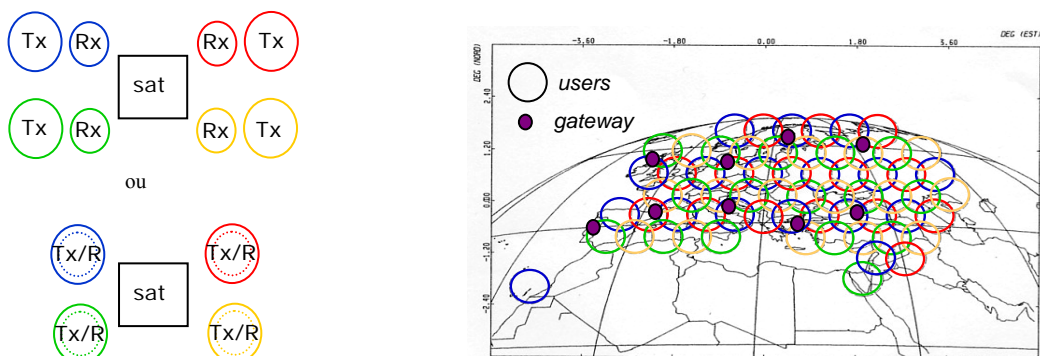 Tx Rx Rx Tx
sat
Tx Rx Rx Tx
ou
Tx/R Tx/R
sat
Tx/R Tx/R
-3.60 -1.80 0.00 1.80 3.60 DEG (EST)
DEG (NORD)
2.40
1.20
0.00
-1.20
-2.40
users
gateway